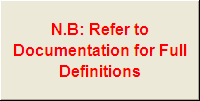 N.B: Refer to
Documentation for Full
Definitions